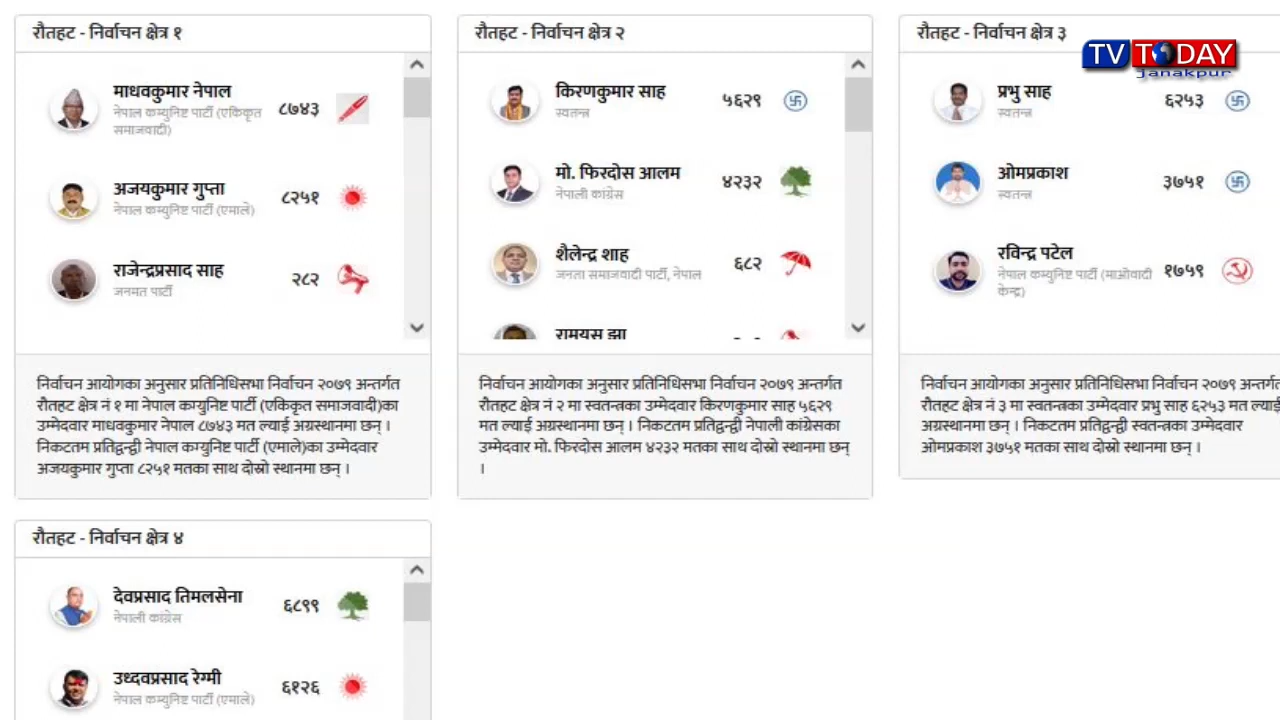 रौतहट - निर्वाचन क्षेत्र १
माधवकुमार नेपाल
नेपाल कम्युनिष्ट पार्टी (एकिकृत
समाजवादी)
८७४३
अजयकुमार गुप्ता
नेपाल कम्युनिष्ट पार्टी (एमाले)
८२५१
राजेन्द्रप्रसाद साह
जनमत पार्टी
२८२
निर्वाचन आयोगका अनुसार प्रतिनिधिसभा निर्वाचन २०७९ अन्तर्गत
रौतहट क्षेत्र नं १ मा नेपाल कम्युनिष्ट पार्टी (एकिकृत समाजवादी)का
उम्मेदवार माधवकुमार नेपाल ८७४३ मत ल्याई अग्रस्थानमा छन् ।
निकटतम प्रतिद्वन्द्वी नेपाल कम्युनिष्ट पार्टी (एमाले)का उम्मेदवार
अजयकुमार गुप्ता ८२५१ मतका साथ दोस्रो स्थानमा छन् ।
रौतहट - निर्वाचन क्षेत्र २
किरणकुमार साह
स्वतन्त्र
५६२९
मो. फिरदोस आलम
नेपाली कांग्रेस
४२३२
शैलेन्द्र शाह
जनता समाजवादी पार्टी, नेपाल
६८२
रामयस झा
निर्वाचन आयोगका अनुसार प्रतिनिधिसभा निर्वाचन २०७९ अन्तर्गत
रौतहट क्षेत्र नं २ मा स्वतन्त्रका उम्मेदवार किरणकुमार साह ५६२९
मत ल्याई अग्रस्थानमा छन् । निकटतम प्रतिद्वन्द्वी नेपाली कांग्रेसका
उम्मेदवार मो. फिरदोस आलम ४२३२ मतका साथ दोस्रो स्थानमा छन्
।
रौतहट - निर्वाचन क्षेत्र ३
TV TODAY
Janakpur
प्रभु साह
स्वतन्त्र
६२५३
ओमप्रकाश
स्वतन्त्र
३७५१
रविन्द्र पटेल
नेपाल कम्युनिष्ट पार्टी (माओवादी
केन्द्र)
१७५९
निर्वाचन आयोगका अनुसार प्रतिनिधिसभा निर्वाचन २०७९ अन्तर्गत
रौतहट क्षेत्र नं ३ मा स्वतन्त्रका उम्मेदवार प्रभु साह ६२५३ मत ल्याई
अग्रस्थानमा छन् । निकटतम प्रतिद्वन्द्वी स्वतन्त्रका उम्मेदवार
ओमप्रकाश ३७५१ मतका साथ दोस्रो स्थानमा छन् ।
रौतहट - निर्वाचन क्षेत्र ४
देवप्रसाद तिमलसेना
नेपाली कांग्रेस
६८९९
उध्दवप्रसाद रेग्मी
नेपाल कम्युनिष्ट पार्टी (एमाले)
६१२६